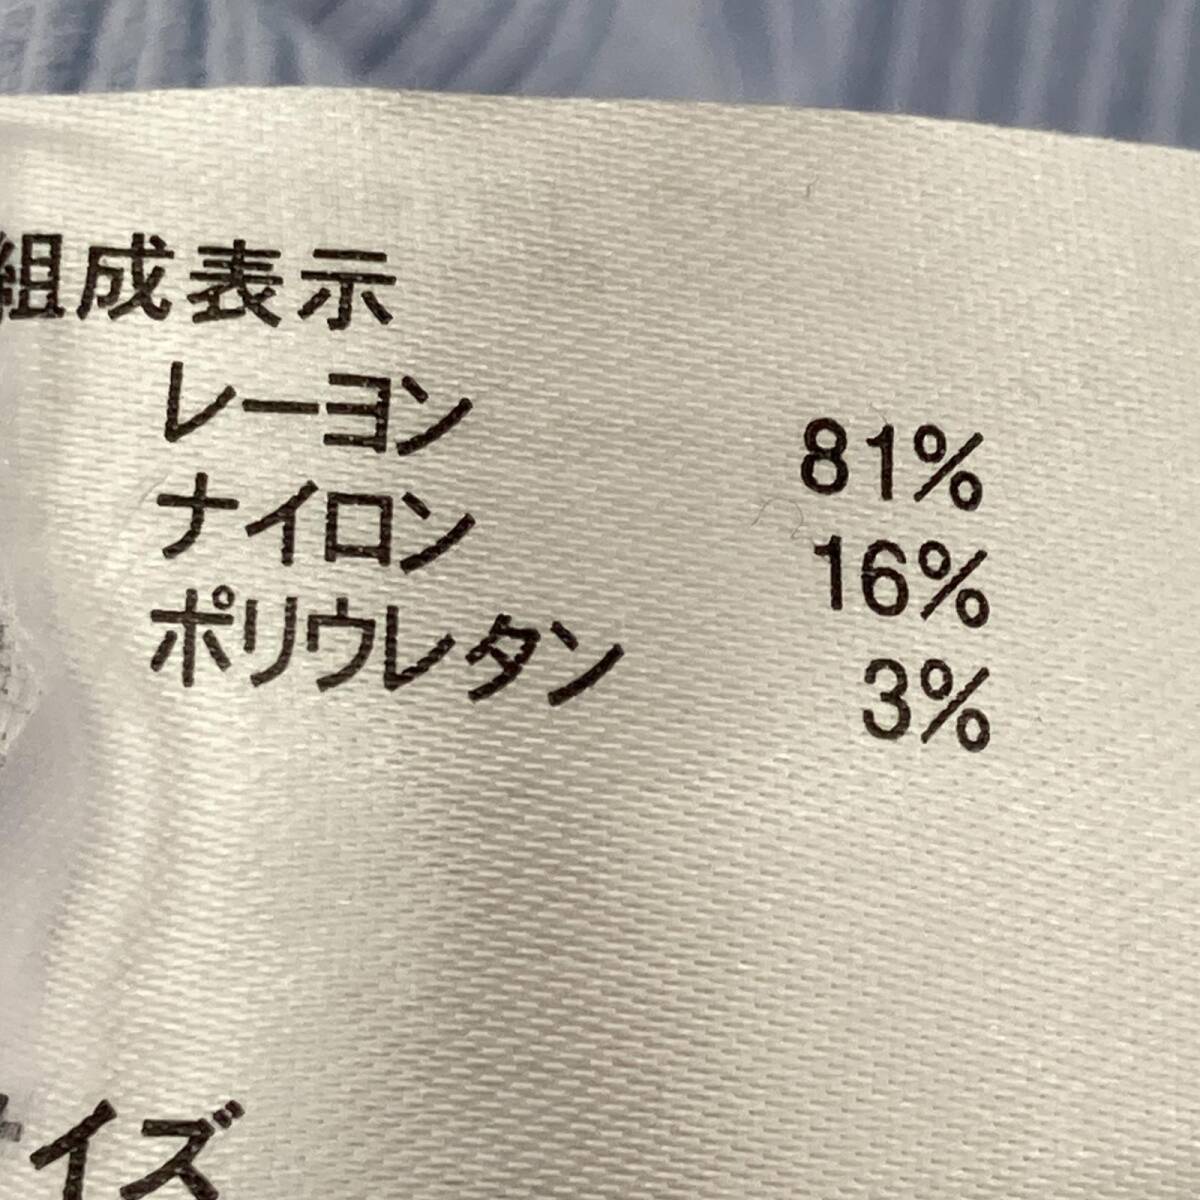 組成表示
レーヨン 81%
ナイロン 16%
ポリウレタン 3%
サイズ